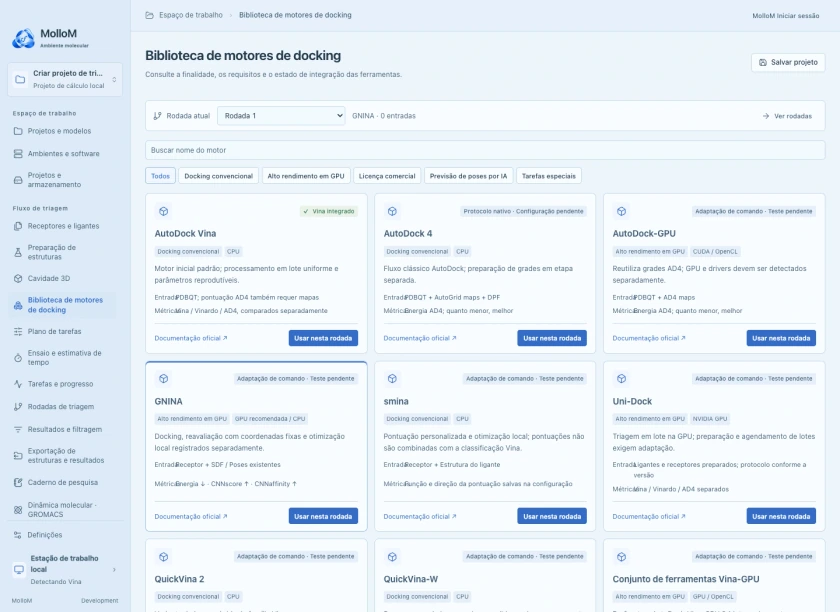 MolloM
Ambiente molecular
Criar projeto de tri...
Projeto de cálculo local
Espaço de trabalho
Projetos e modelos
Ambientes e software
Projetos e
armazenamento
Fluxo de triagem
Receptores e ligantes
Preparação de
estruturas
Cavidade 3D
Biblioteca de motores
de docking
Plano de tarefas
Ensaio e estimativa de
tempo
Tarefas e progresso
Rodadas de triagem
Resultados e filtragem
Exportação de
estruturas e resultados
Caderno de pesquisa
Dinâmica molecular ·
GROMACS
Definições
Estação de trabalho
local
Detectando Vina
MolloM Development
Espaço de trabalho › Biblioteca de motores de docking
MolloM Iniciar sessão
Biblioteca de motores de docking
Consulte a finalidade, os requisitos e o estado de integração das ferramentas.
Salvar projeto
Rodada atual Rodada 1 GNINA · 0 entradas → Ver rodadas
Buscar nome do motor
Todos Docking convencional Alto rendimento em GPU Licença comercial Previsão de poses por IA Tarefas especiais
✓ Vina integrado
AutoDock Vina
Docking convencional CPU
Motor inicial padrão; processamento em lote uniforme e
parâmetros reprodutíveis.
Entrada PDBQT; pontuação AD4 também requer mapas
Métrica Vina / Vinardo / AD4, comparados separadamente
Documentação oficial ↗ Usar nesta rodada
Protocolo nativo · Configuração pendente
AutoDock 4
Docking convencional CPU
Fluxo clássico AutoDock; preparação de grades em etapa
separada.
Entrada PDBQT + AutoGrid maps + DPF
Métrica Energia AD4; quanto menor, melhor
Documentação oficial ↗ Usar nesta rodada
Adaptação de comando · Teste pendente
AutoDock-GPU
Alto rendimento em GPU CUDA / OpenCL
Reutiliza grades AD4; GPU e drivers devem ser detectados
separadamente.
Entrada PDBQT + AD4 maps
Métrica Energia AD4; quanto menor, melhor
Documentação oficial ↗ Usar nesta rodada
Adaptação de comando · Teste pendente
GNINA
Alto rendimento em GPU GPU recomendada / CPU
Docking, reavaliação com coordenadas fixas e otimização
local registrados separadamente.
Entrada Receptor + SDF / Poses existentes
Métrica Energia ↓ · CNNscore ↑ · CNNaffinity ↑
Documentação oficial ↗ Usar nesta rodada
Adaptação de comando · Teste pendente
smina
Docking convencional CPU
Pontuação personalizada e otimização local; pontuações não
são combinadas com a classificação Vina.
Entrada Receptor + Estrutura do ligante
Métrica Função e direção da pontuação salvas na configuração
Documentação oficial ↗ Usar nesta rodada
Adaptação de comando · Teste pendente
Uni-Dock
Alto rendimento em GPU NVIDIA GPU
Triagem em lote na GPU; preparação e agendamento de lotes
exigem adaptação.
Entrada Ligantes e receptores preparados; protocolo conforme a
versão
Métrica Vina / Vinardo / AD4 separados
Documentação oficial ↗ Usar nesta rodada
Adaptação de comando · Teste pendente
QuickVina 2
Docking convencional CPU
Adaptação de comando · Teste pendente
QuickVina-W
Docking convencional CPU
Adaptação de comando · Teste pendente
Conjunto de ferramentas Vina-GPU
Alto rendimento em GPU GPU / OpenCL